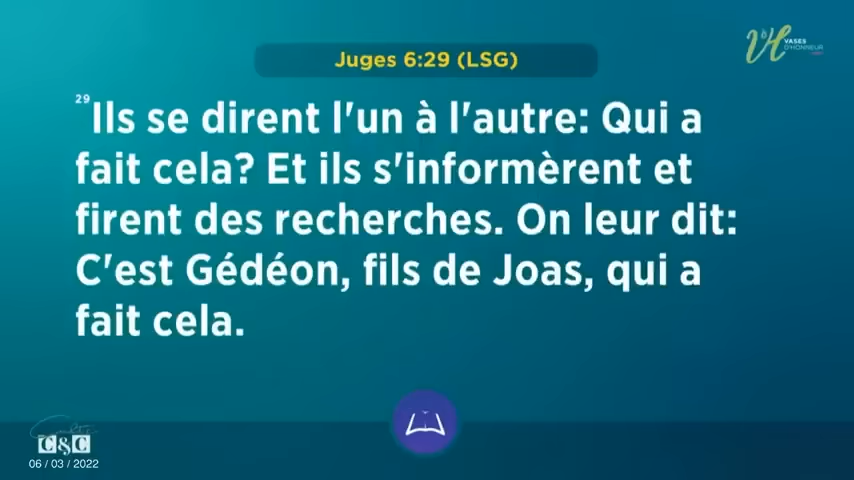 Juges 6:29 (LSG)
VH VASES
D'HONNEUR
29 Ils se dirent l'un à l'autre: Qui a
fait cela? Et ils s'informèrent et
firent des recherches. On leur dit:
C'est Gédéon, fils de Joas, qui a
fait cela.
C&C
06 / 03 / 2022